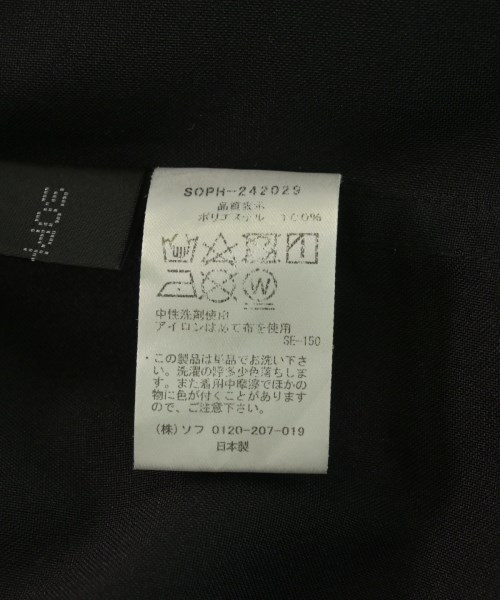 SOPH-242029
品質表示
ポリエステル 100%
W
中性洗剤使用
アイロンはあて布を使用
SE-150
・この製品は単品でお洗い下さ
い。洗濯の時多少色落ちしま
す。また着用中摩擦でほかの
物に色が付くことがあります
ので、ご注意下さい。
(株)ソフ 0120-207-019
日本製